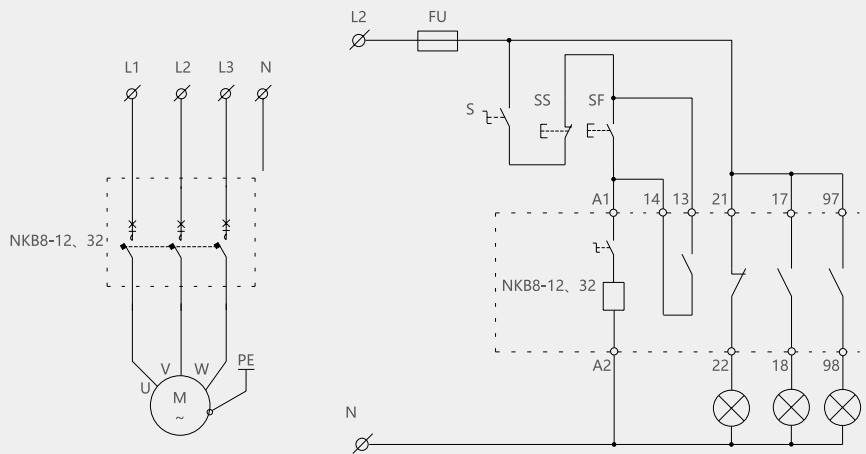 L1 L2 L3 N
NKB8-12、32
U V W PE
M
~
L2 FU
S SS SF
A1 14 13 21 17 97
NKB8-12、32
A2 22 18 98
N